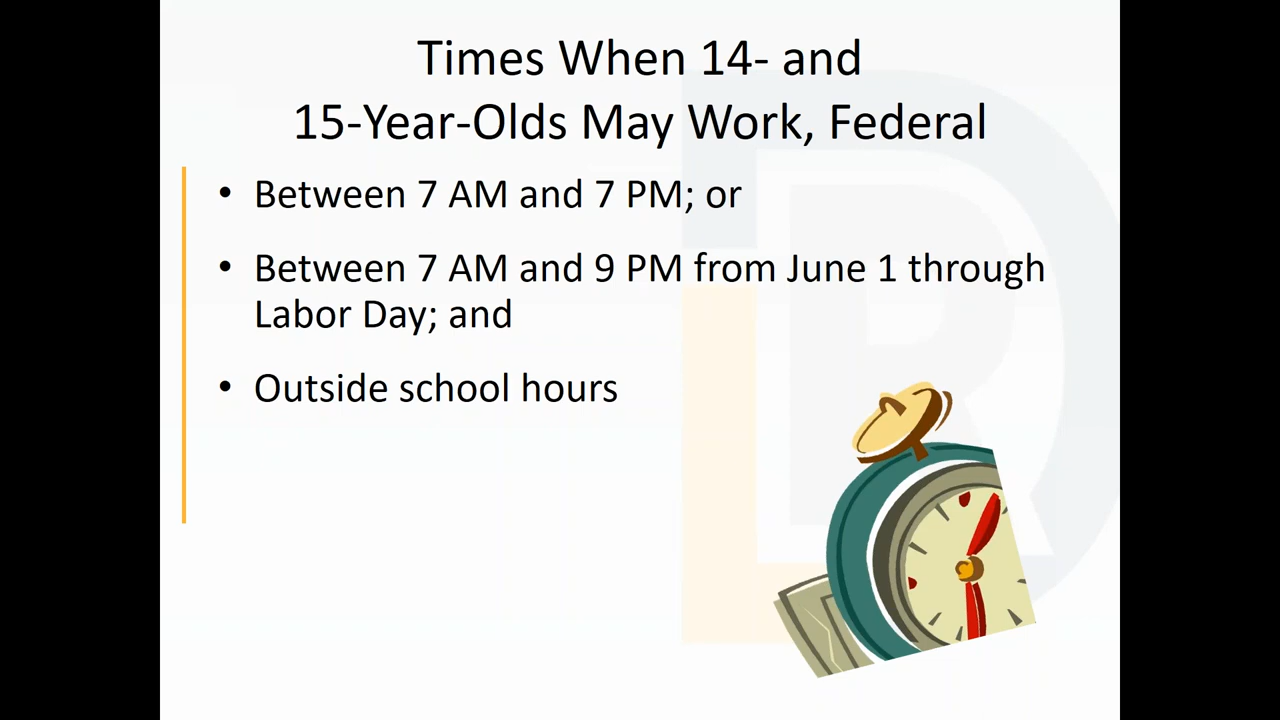 Times When 14- and
15-Year-Olds May Work, Federal
• Between 7 AM and 7 PM; or
• Between 7 AM and 9 PM from June 1 through
Labor Day; and
• Outside school hours